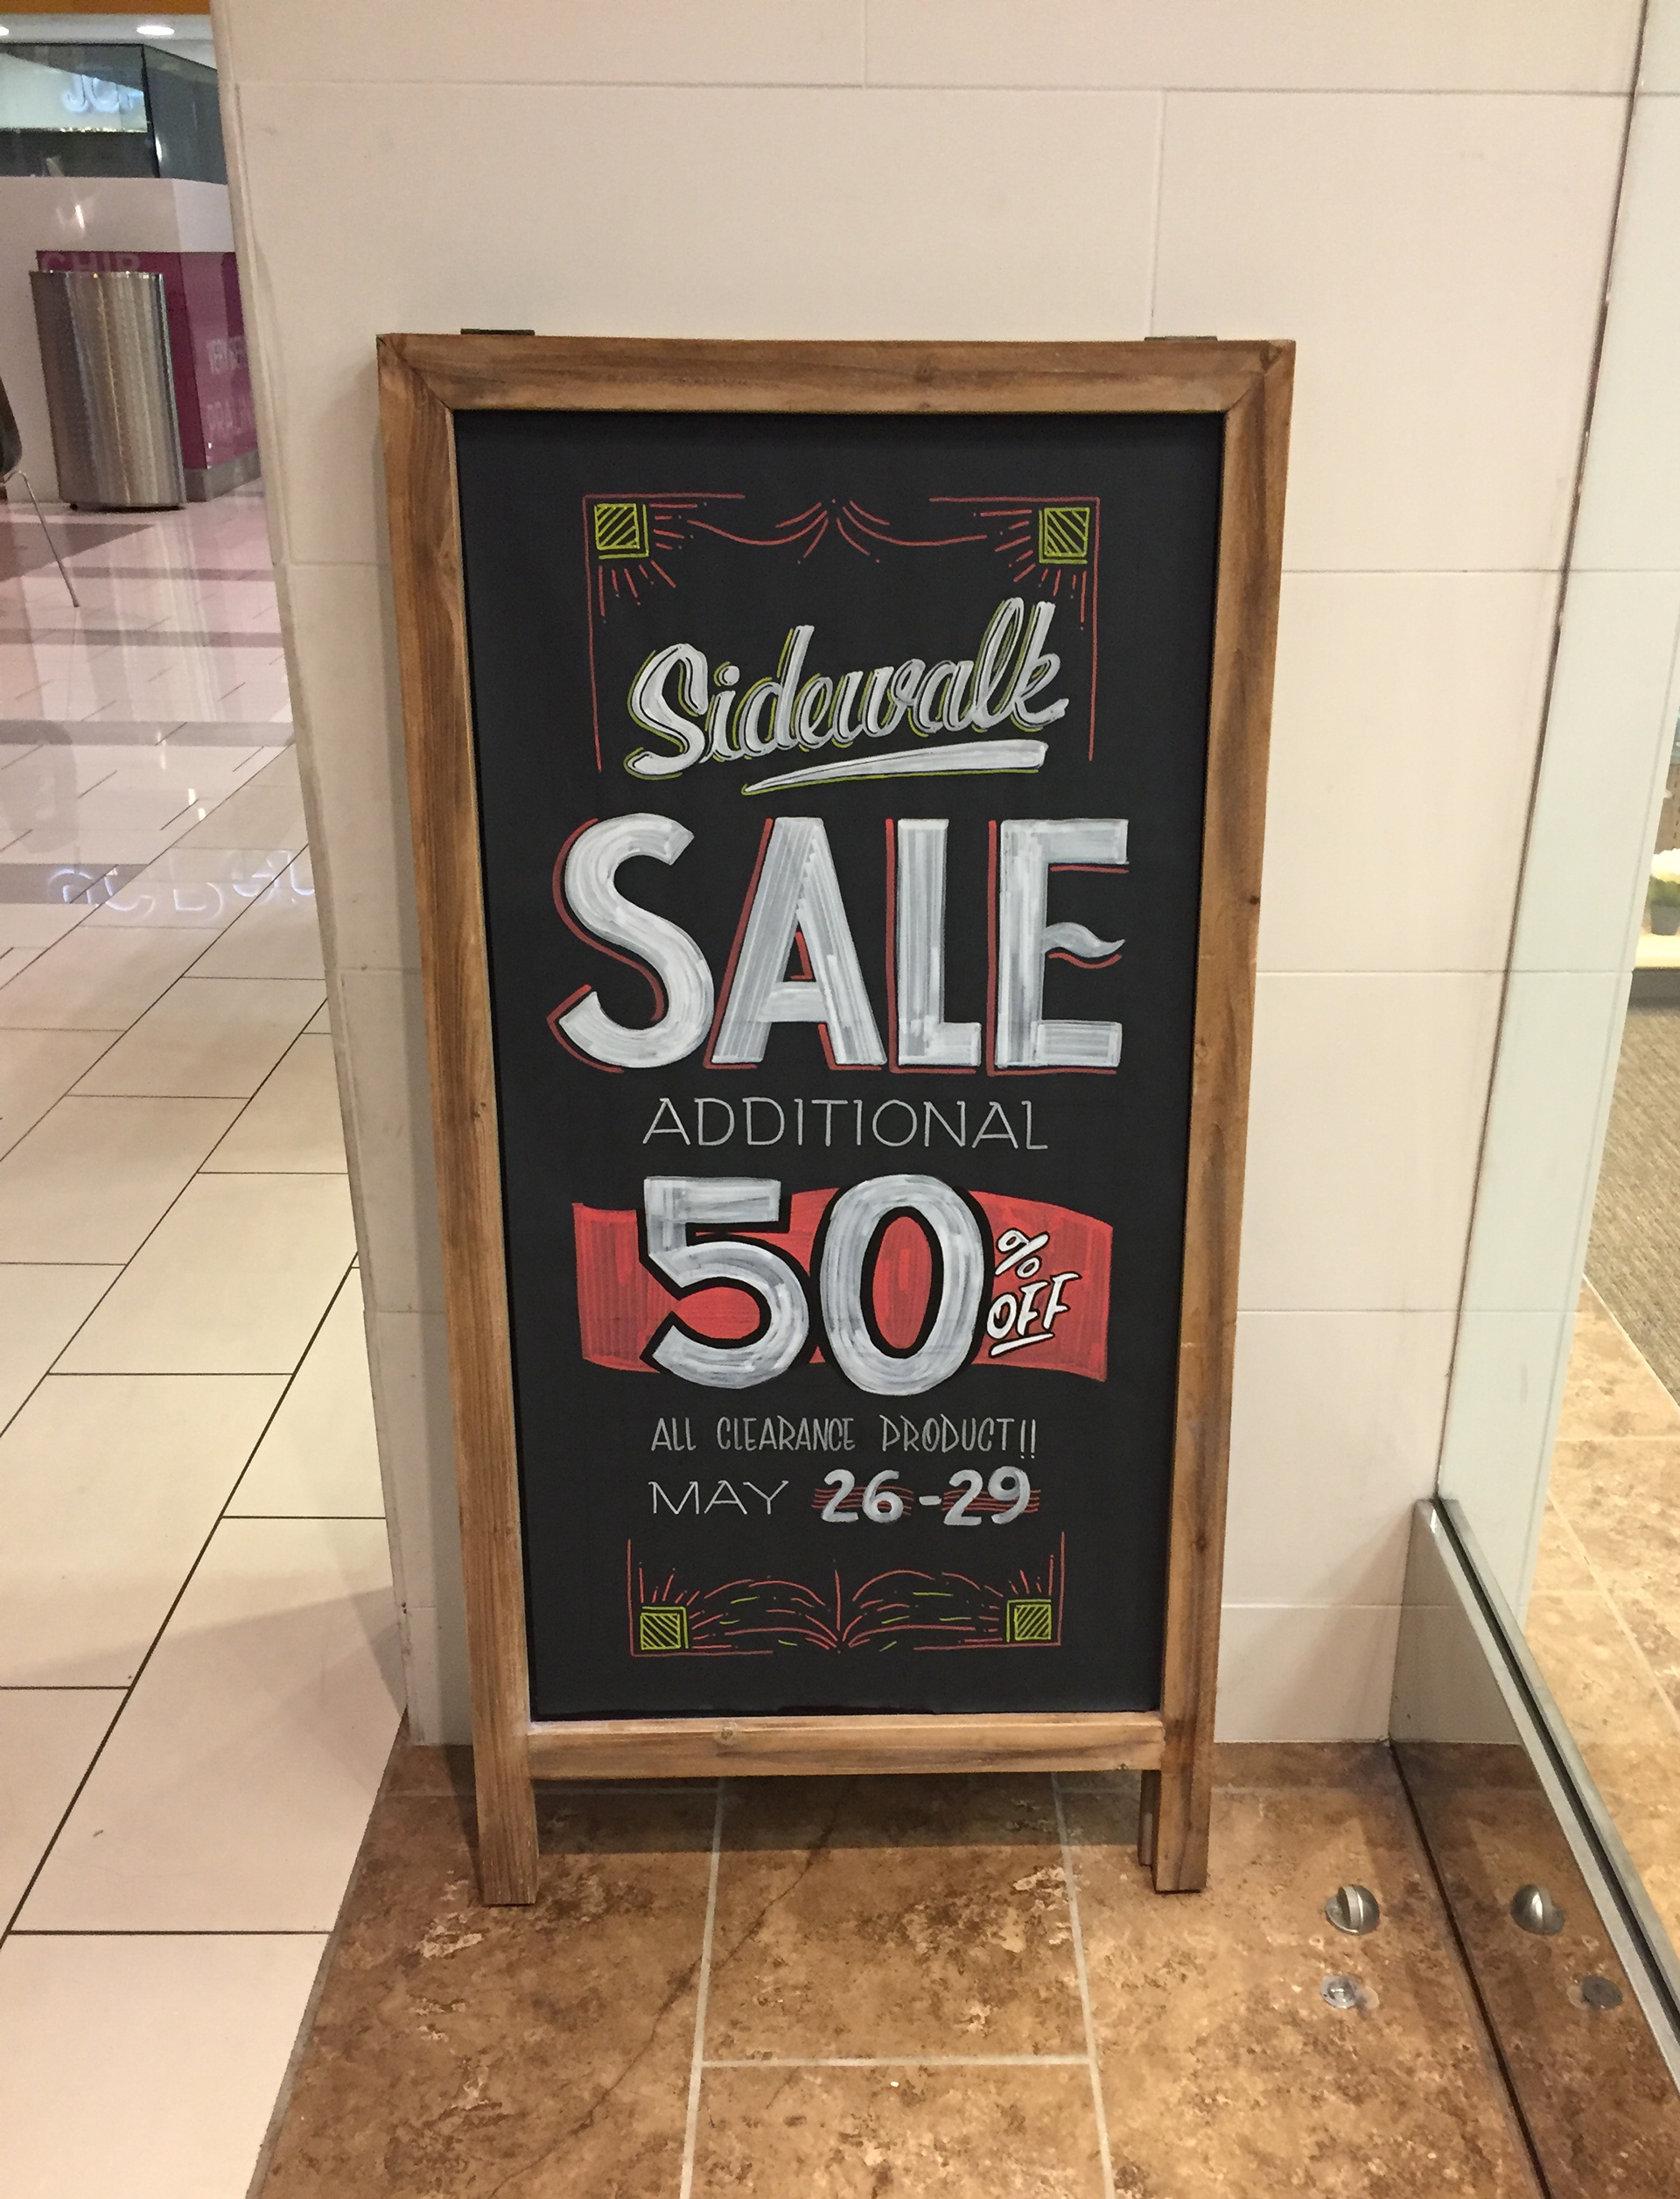 Sidewalk
SALE
ADDITIONAL
50% OFF
ALL CLEARANCE PRODUCT!!
MAY 26-29